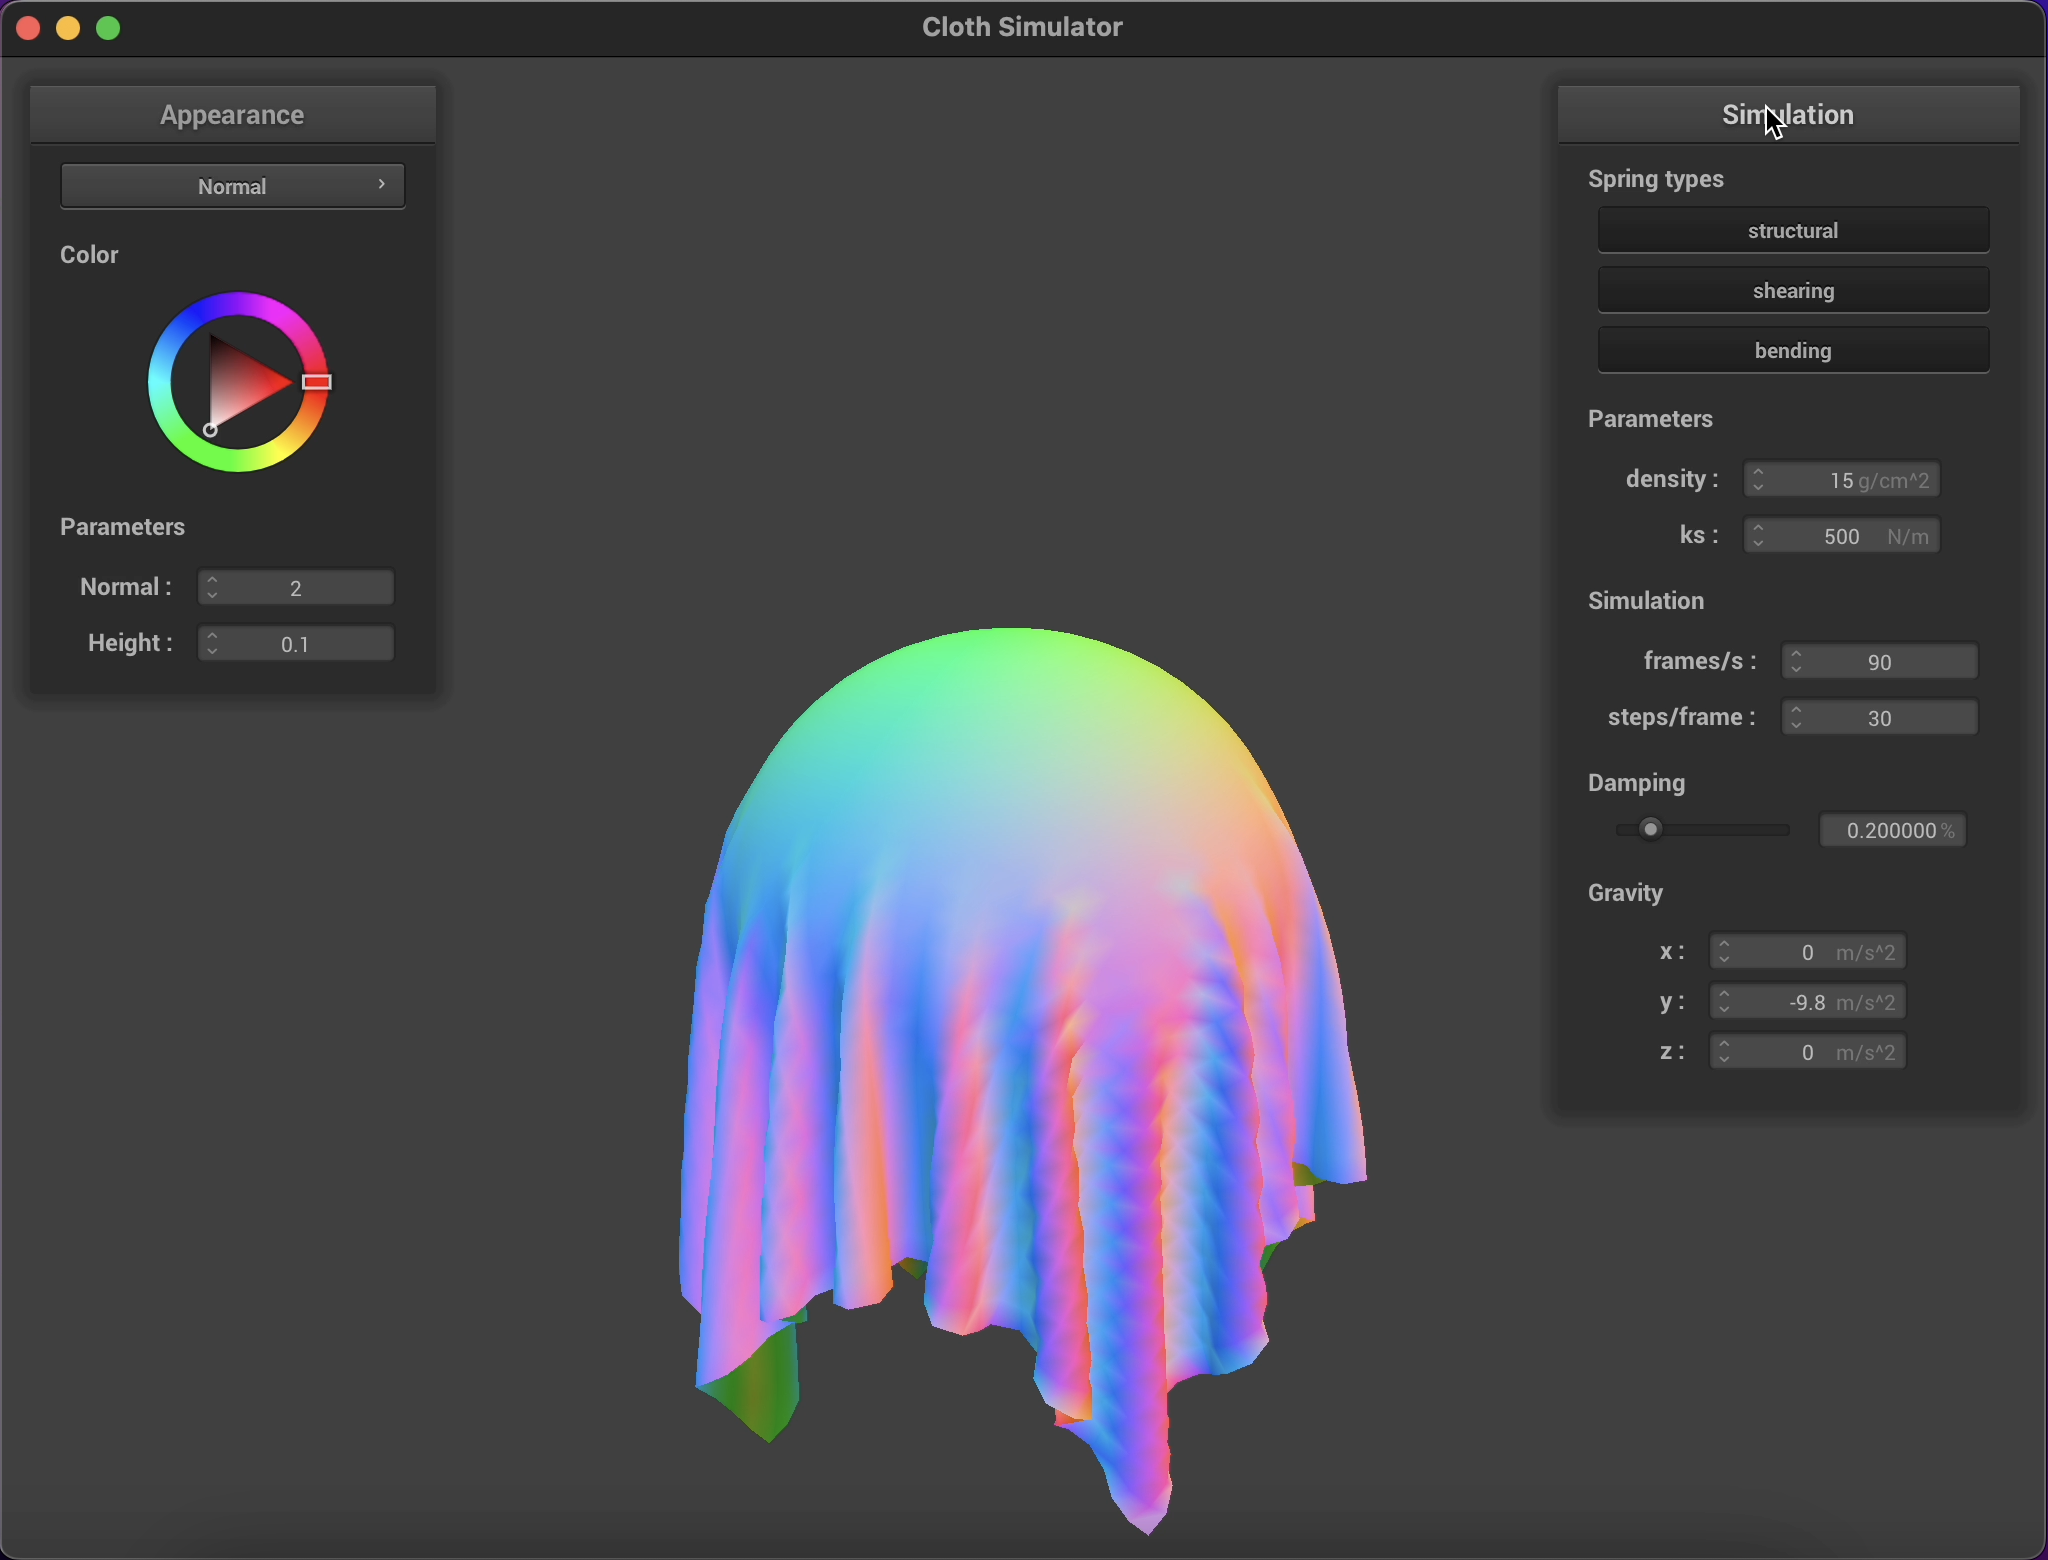 Cloth Simulator
Appearance
Normal
Color
Parameters
Normal : 2
Height : 0.1
Simulation
Spring types
structural
shearing
bending
Parameters
density : 15 g/cm^2
ks : 500 N/m
Simulation
frames/s : 90
steps/frame : 30
Damping
0.200000 %
Gravity
x : 0 m/s^2
y : -9.8 m/s^2
z : 0 m/s^2